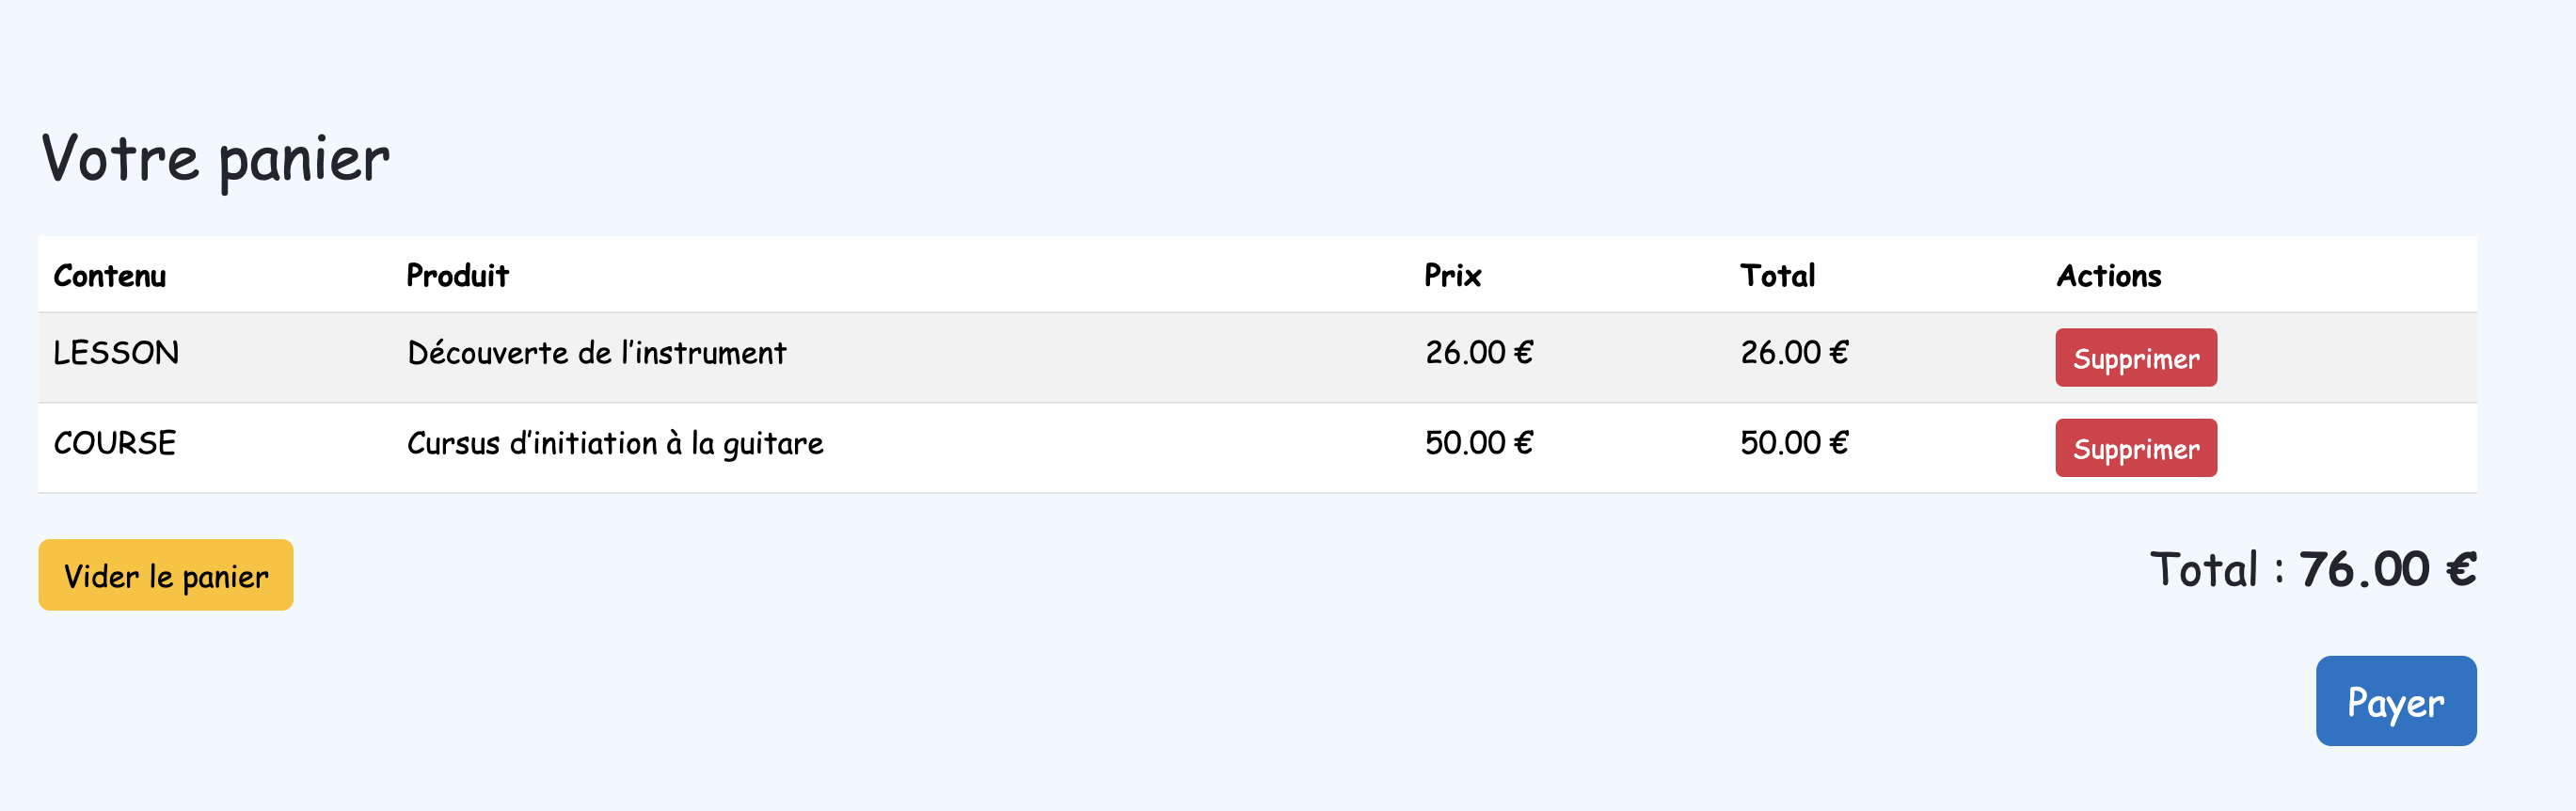 Votre panier
Contenu Produit Prix Total Actions
LESSON Découverte de l'instrument 26.00 € 26.00 € Supprimer
COURSE Cursus d'initiation à la guitare 50.00 € 50.00 € Supprimer
Vider le panier Total : 76.00 €
Payer